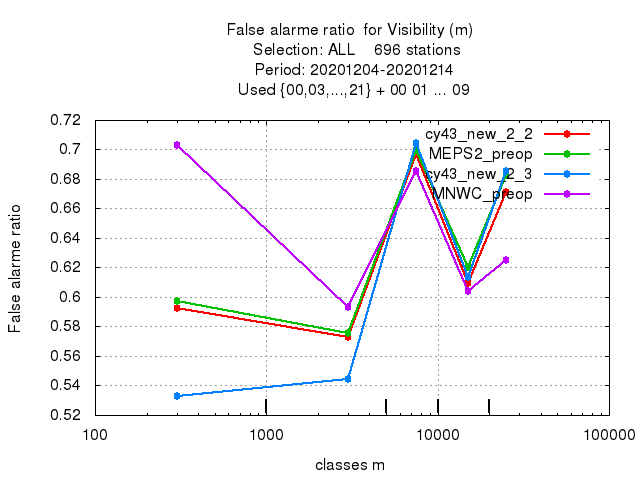 False alarme ratio  for Visibility (m)
Selection: ALL    696 stations
Period: 20201204-20201214
Used {00,03,...,21} + 00 01 ... 09
0.72
0.7
0.68
0.66
0.64
0.62
0.6
0.58
0.56
0.54
0.52
False alarme ratio
cy43_new_2_2
MEPS2_preop
cy43_new_2_3
MNWC_preop
100
1000
10000
100000
classes m